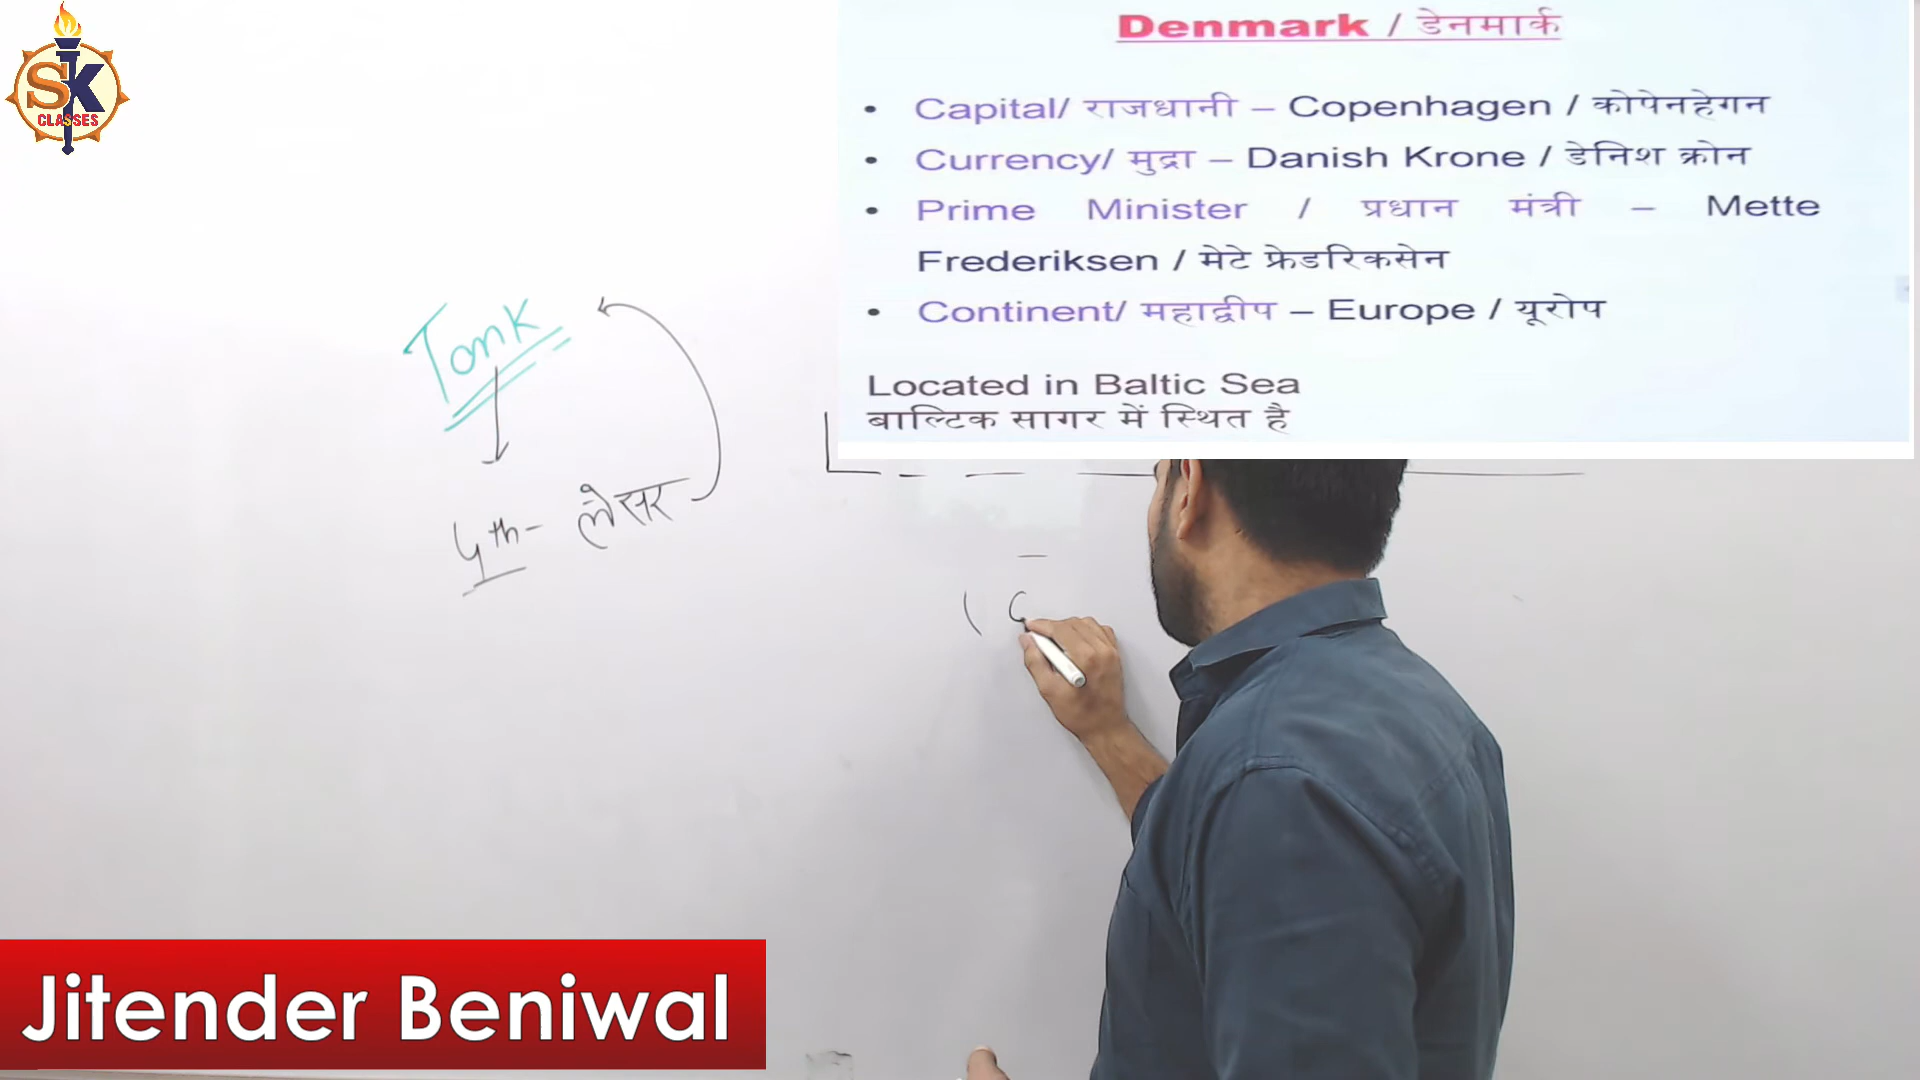 SK
CLASSES
Denmark / डेनमार्क
• Capital/ राजधानी – Copenhagen / कोपेनहेगन
• Currency/ मुद्रा – Danish Krone / डेनिश क्रोन
• Prime Minister / प्रधान मंत्री – Mette
Frederiksen / मेटे फ्रेडरिकसेन
• Continent/ महाद्वीप – Europe / यूरोप
Located in Baltic Sea
बाल्टिक सागर में स्थित है
Tonk
4th - लेसर
( C
Jitender Beniwal